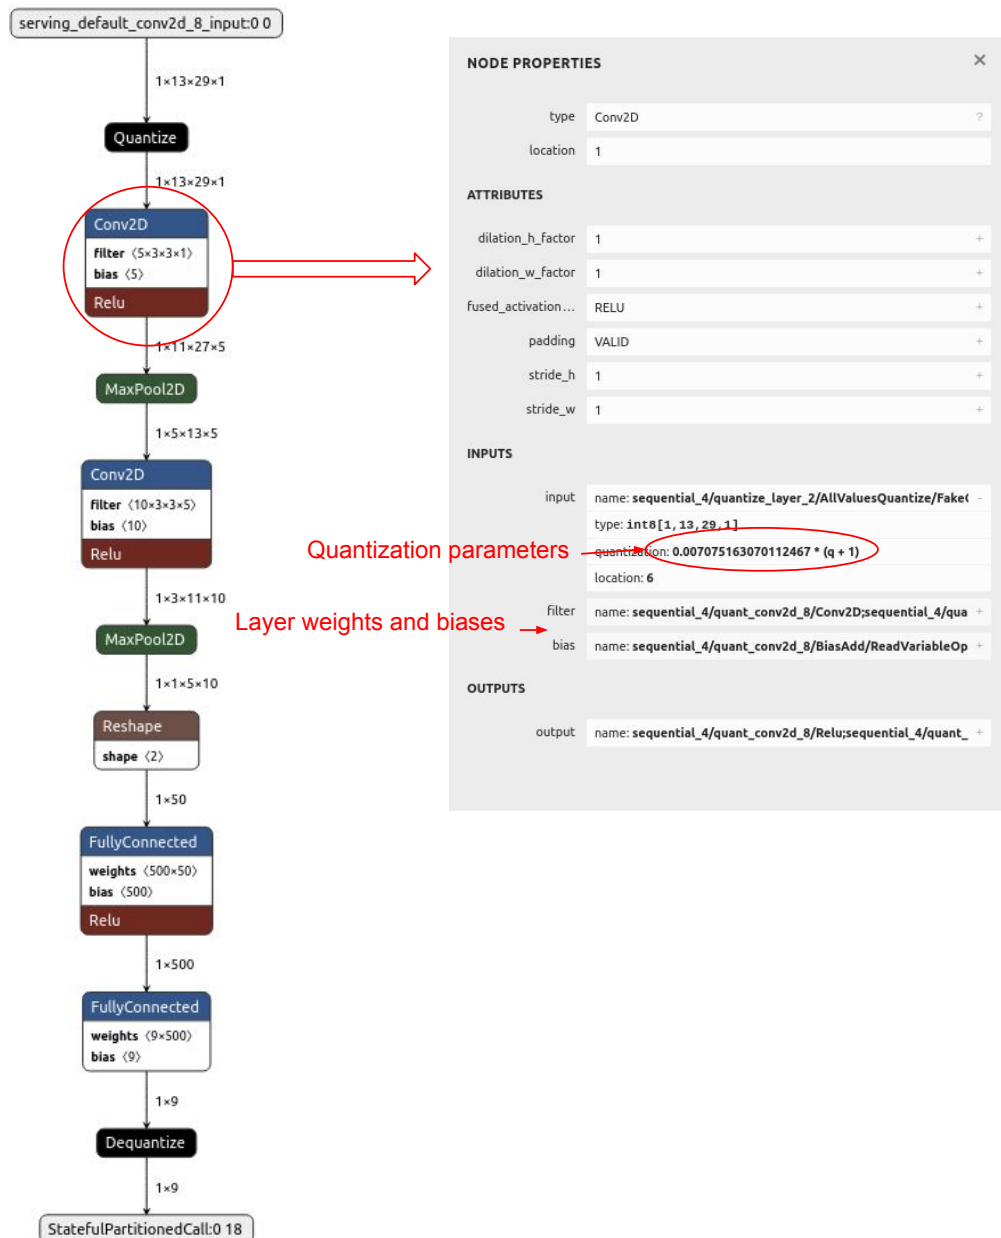 serving_default_conv2d_8_input:0 0
1×13×29×1
Quantize
1×13×29×1
Conv2D
filter 〈5×3×3×1〉
bias 〈5〉
Relu
1×11×27×5
MaxPool2D
1×5×13×5
Conv2D
filter 〈10×3×3×5〉
bias 〈10〉
Relu
1×3×11×10
MaxPool2D
1×1×5×10
Reshape
shape 〈2〉
1×50
FullyConnected
weights 〈500×50〉
bias 〈500〉
Relu
1×500
FullyConnected
weights 〈9×500〉
bias 〈9〉
1×9
Dequantize
1×9
StatefulPartitionedCall:0 18
NODE PROPERTIES ×
type Conv2D ?
location 1
ATTRIBUTES
dilation_h_factor 1 +
dilation_w_factor 1 +
fused_activation... RELU +
padding VALID +
stride_h 1 +
stride_w 1 +
INPUTS
input name: sequential_4/quantize_layer_2/AllValuesQuantize/Fake -
type: int8[1,13,29,1]
Quantization parameters
quantization: 0.007075163070112467 * (q + 1)
location: 6
Layer weights and biases
filter name: sequential_4/quant_conv2d_8/Conv2D;sequential_4/qua +
bias name: sequential_4/quant_conv2d_8/BiasAdd/ReadVariableOp +
OUTPUTS
output name: sequential_4/quant_conv2d_8/Relu;sequential_4/quant_ +